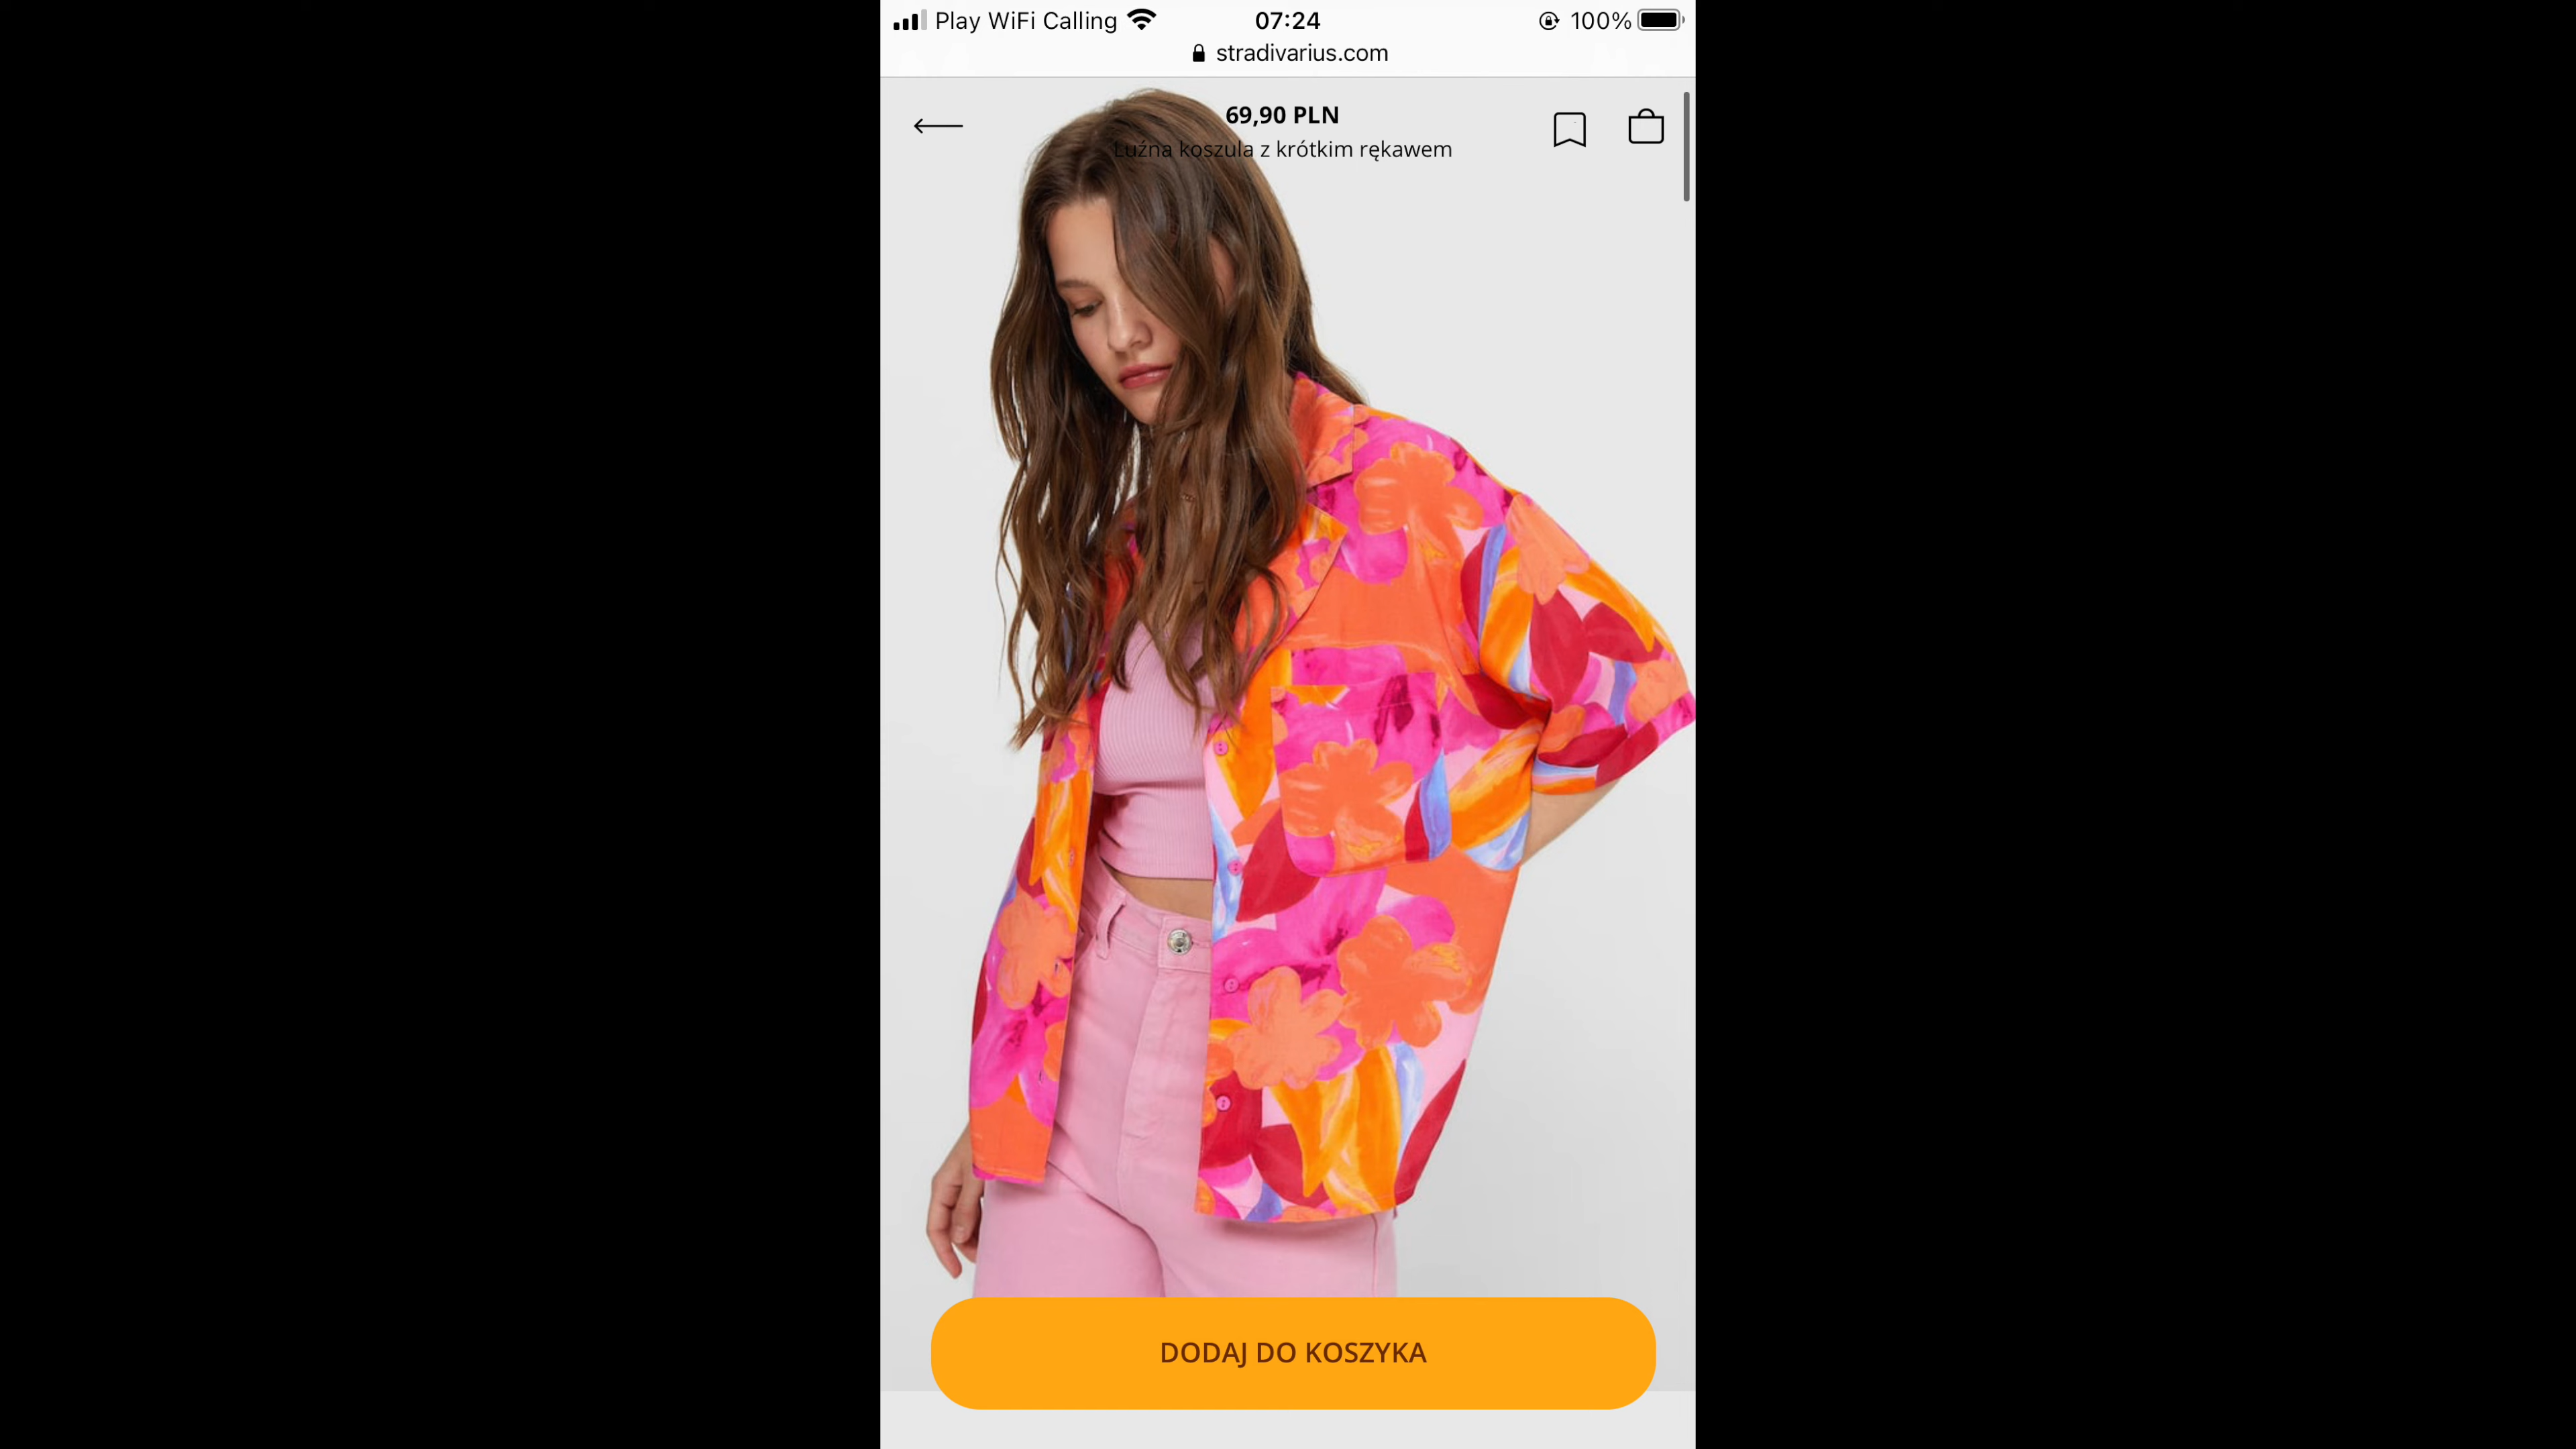 Play WiFi Calling 07:24 100%
stradivarius.com
69,90 PLN
Luźna koszula z krótkim rękawem
DODAJ DO KOSZYKA